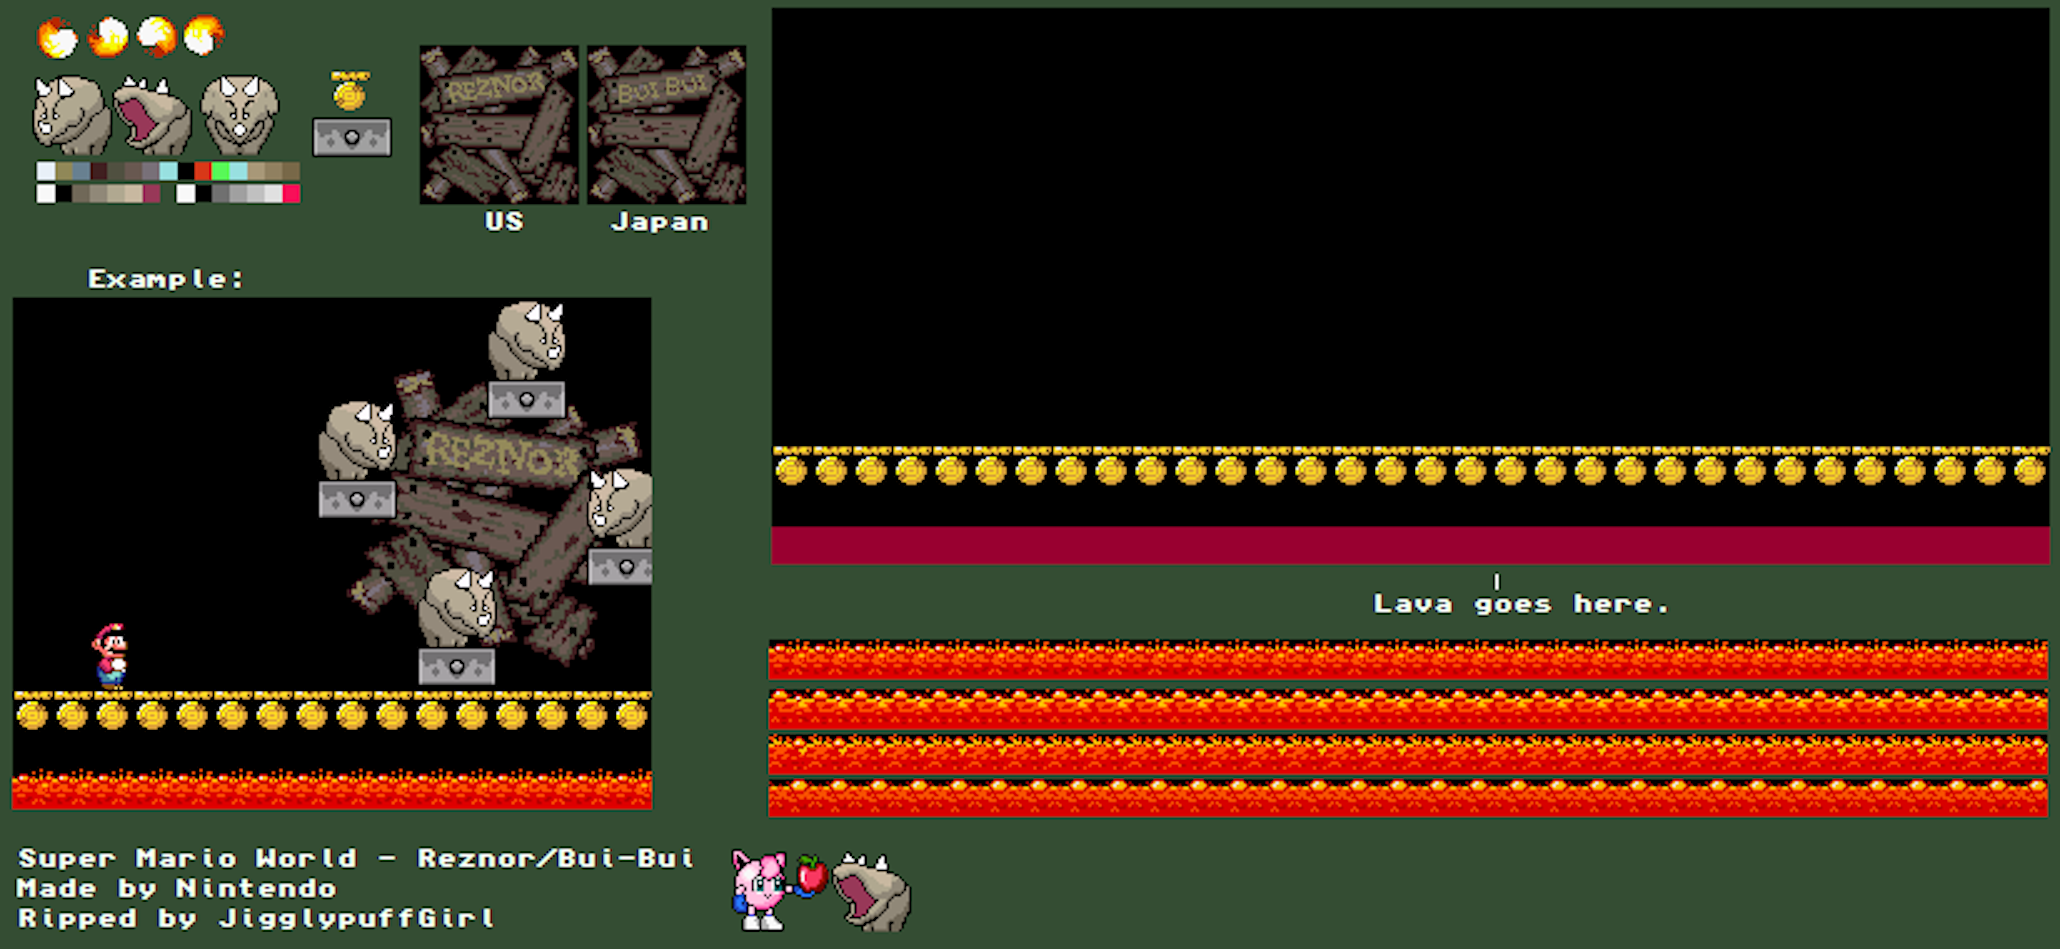 REZNOR
BUI BUI
US
Japan
Example:
REZNOR
Lava goes here.
Super Mario World - Reznor/Bui-Bui
Made by Nintendo
Ripped by JigglypuffGirl